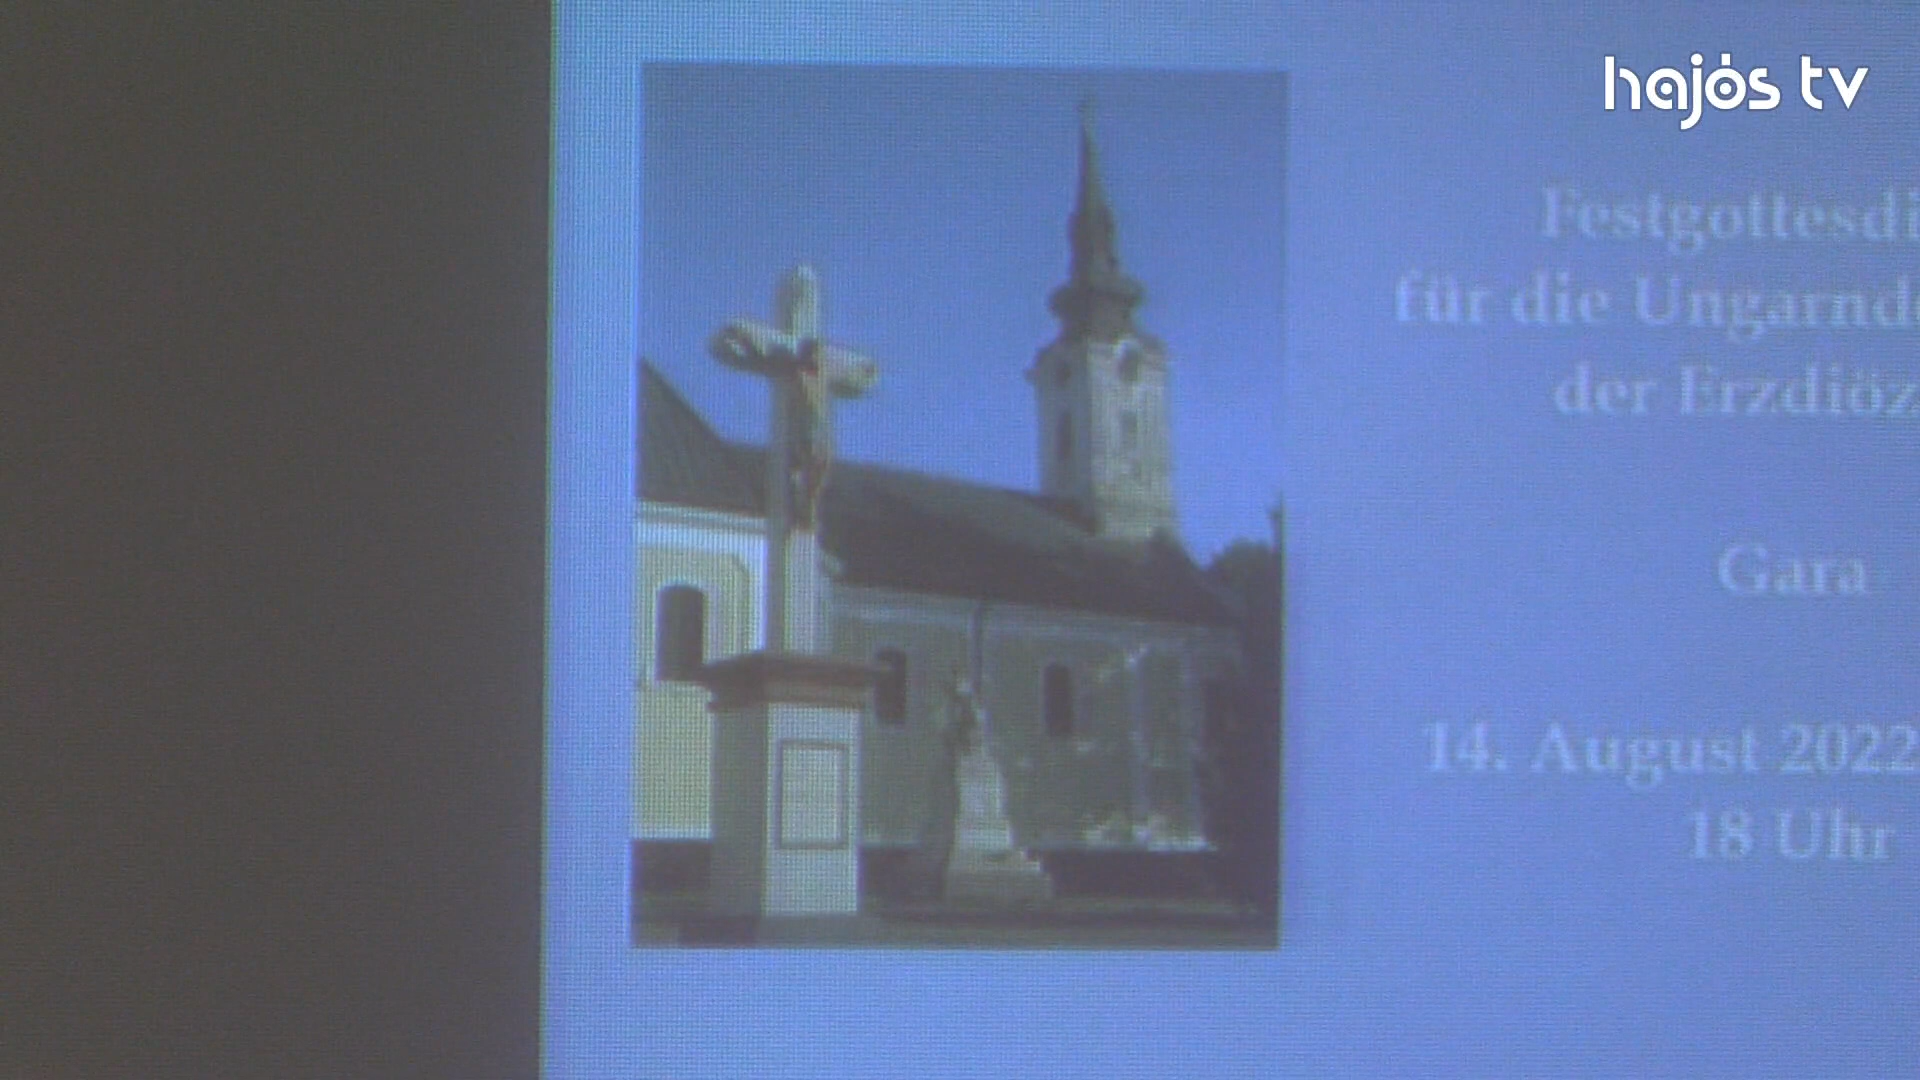 hajós tv
Festgottesdi
für die Ungarnd
der Erzdiöz
Gara
14. August 2022
18 Uhr